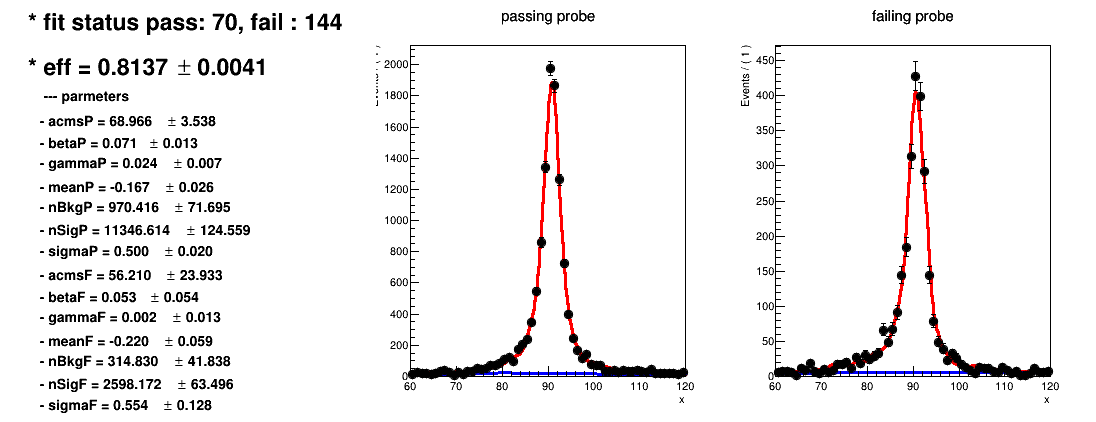 * fit status pass: 70, fail : 144
* eff = 0.8137 ± 0.0041
--- parmeters
- acmsP = 68.966 ± 3.538
- betaP = 0.071 ± 0.013
- gammaP = 0.024 ± 0.007
- meanP = -0.167 ± 0.026
- nBkgP = 970.416 ± 71.695
- nSigP = 11346.614 ± 124.559
- sigmaP = 0.500 ± 0.020
- acmsF = 56.210 ± 23.933
- betaF = 0.053 ± 0.054
- gammaF = 0.002 ± 0.013
- meanF = -0.220 ± 0.059
- nBkgF = 314.830 ± 41.838
- nSigF = 2598.172 ± 63.496
- sigmaF = 0.554 ± 0.128
passing probe
2000
1800
1600
1400
1200
1000
800
600
400
200
0
60 70 80 90 100 110 120
x
failing probe
Events / ( 1 )
450
400
350
300
250
200
150
100
50
0
60 70 80 90 100 110 120
x